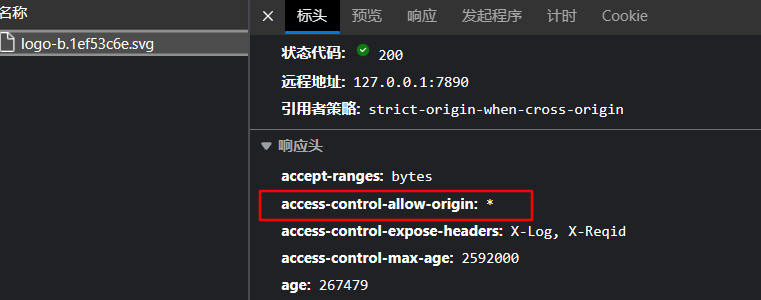 名称
logo-b.1ef53c6e.svg
标头 预览 响应 发起程序 计时 Cookie
状态代码: 200
远程地址: 127.0.0.1:7890
引用者策略: strict-origin-when-cross-origin
响应头
accept-ranges: bytes
access-control-allow-origin: *
access-control-expose-headers: X-Log, X-Reqid
access-control-max-age: 2592000
age: 267479